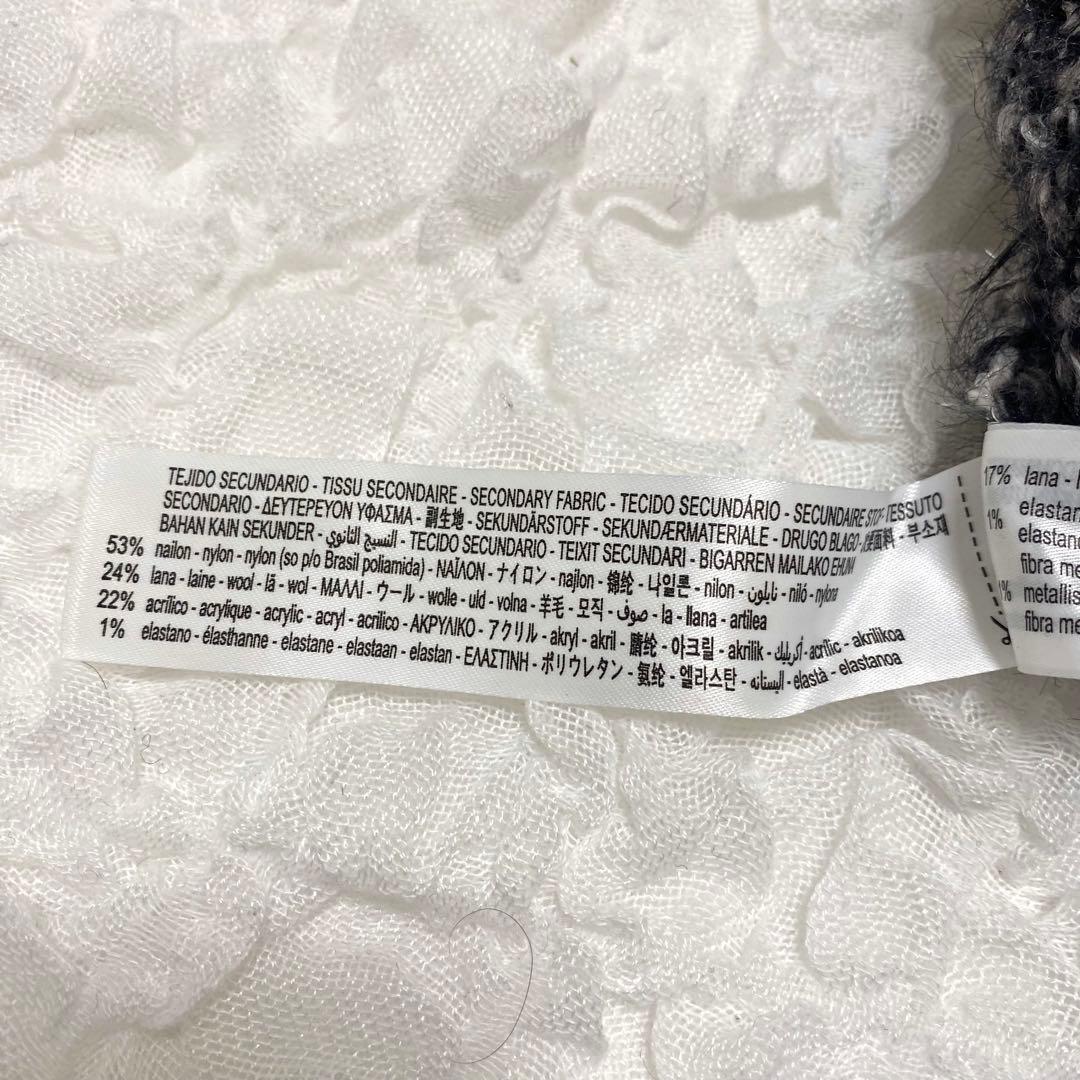 TEJIDO SECUNDARIO - TISSU SECONDAIRE - SECONDARY FABRIC - TECIDO SECUNDÁRIO - SECUNDAIRE STOF - TESSUTO
SECONDARIO - ΔΕΥΤΕΡΕΥΟΝ ΥΦΑΣΜΑ - 副生地 - SEKUNDÄRSTOFF - SEKUNDÆRMATERIALE - DRUGO BLAGO - 面料 - 부소재
BAHAN KAIN SEKUNDER - النسيج الثانوي - TECIDO SECUNDARIO - TEIXIT SECUNDARI - BIGARREN MAILAKO EHUNA
53% nailon - nylon - nylon (so p/o Brasil poliamida) - ΝΑΪΛΟΝ - ナイロン - najlon - 锦纶 - 나일론 - nilon - نايلون - niló - nylona
24% lana - laine - wool - lã - wol - ΜΑΛΛΙ - ウール - wolle - uld - volna - 羊毛 - 모직 - صوف - la - llana - artilea
22% acrílico - acrylique - acrylic - acryl - acrilico - ΑΚΡΥΛΙΚΟ - アクリル - akryl - akril - 腈纶 - 아크릴 - akrilik - أكريليك - acrílic - akrilikoa
1% elastano - élasthanne - elastane - elastaan - elastan - ΕΛΑΣΤΙΝΗ - ポリウレタン - 氨纶 - 엘라스탄 - اليستانه - elastà - elastanoa
17% lana -
1% elastan
elastano
fibra me
1% metallis
fibra me